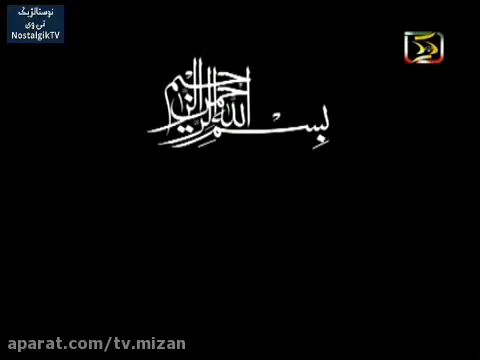 نوستالژیک
تی وی
NostalgikTV
بسم الله الرحمن الرحیم
aparat.com/tv.mizan